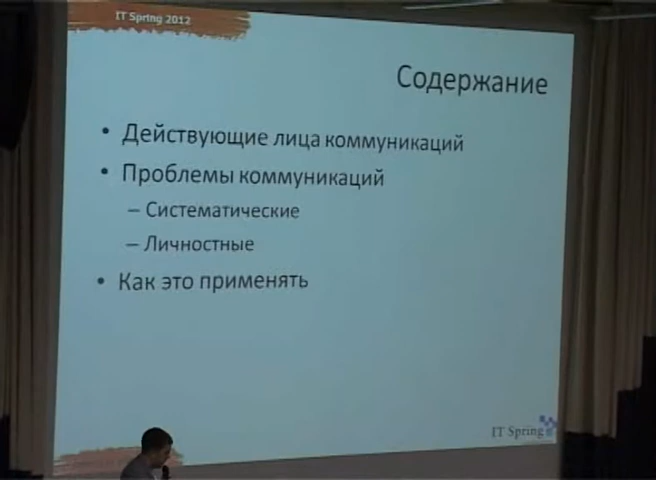 IT Spring 2012
Содержание
• Действующие лица коммуникаций
• Проблемы коммуникаций
– Систематические
– Личностные
• Как это применять
IT Spring